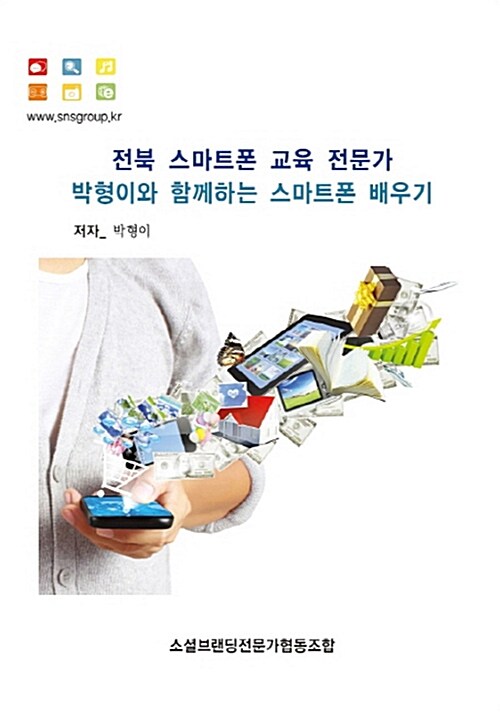 www.snsgroup.kr
전북 스마트폰 교육 전문가
박형이와 함께하는 스마트폰 배우기
저자_ 박형이
소셜브랜딩전문가협동조합